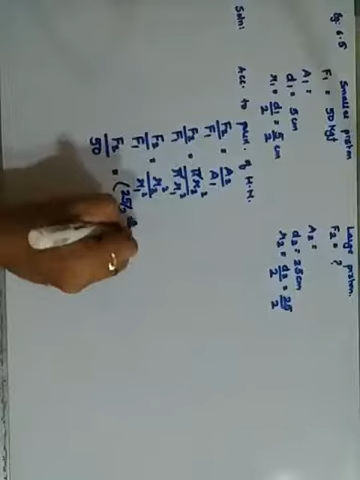 Eg: 6.5 Smaller piston Large piston.
F₁ = 50 kgf F₂ = ?
A₁ = A₂ =
d₁ = 5 cm d₂ = 25 cm
r₁ = d₁/2 = 5/2 cm r₂ = d₂/2 = 25/2
Soln: Acc. to prin. of H.M.
F₂/F₁ = A₂/A₁
F₂/F₁ = πr₂²/πr₁²
F₂/F₁ = r₂²/r₁²
F₂/50 = (25/